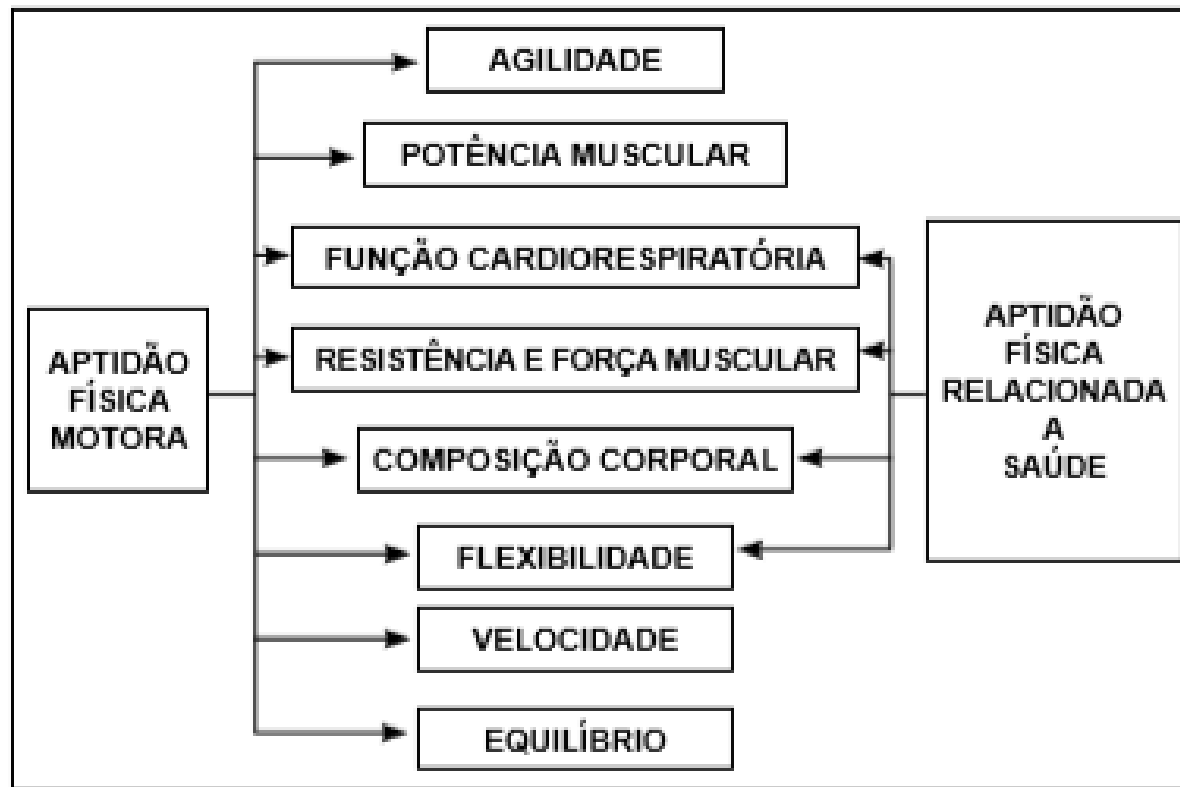 AGILIDADE
POTÊNCIA MUSCULAR
FUNÇÃO CARDIORESPIRATÓRIA
RESISTÊNCIA E FORÇA MUSCULAR
COMPOSIÇÃO CORPORAL
FLEXIBILIDADE
VELOCIDADE
EQUILÍBRIO
APTIDÃO
FÍSICA
MOTORA
APTIDÃO
FÍSICA
RELACIONADA
A
SAÚDE